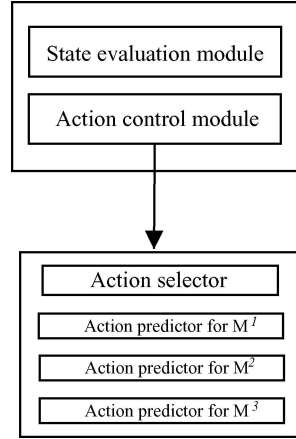 State evaluation module
Action control module
Action selector
Action predictor for M¹
Action predictor for M²
Action predictor for M³